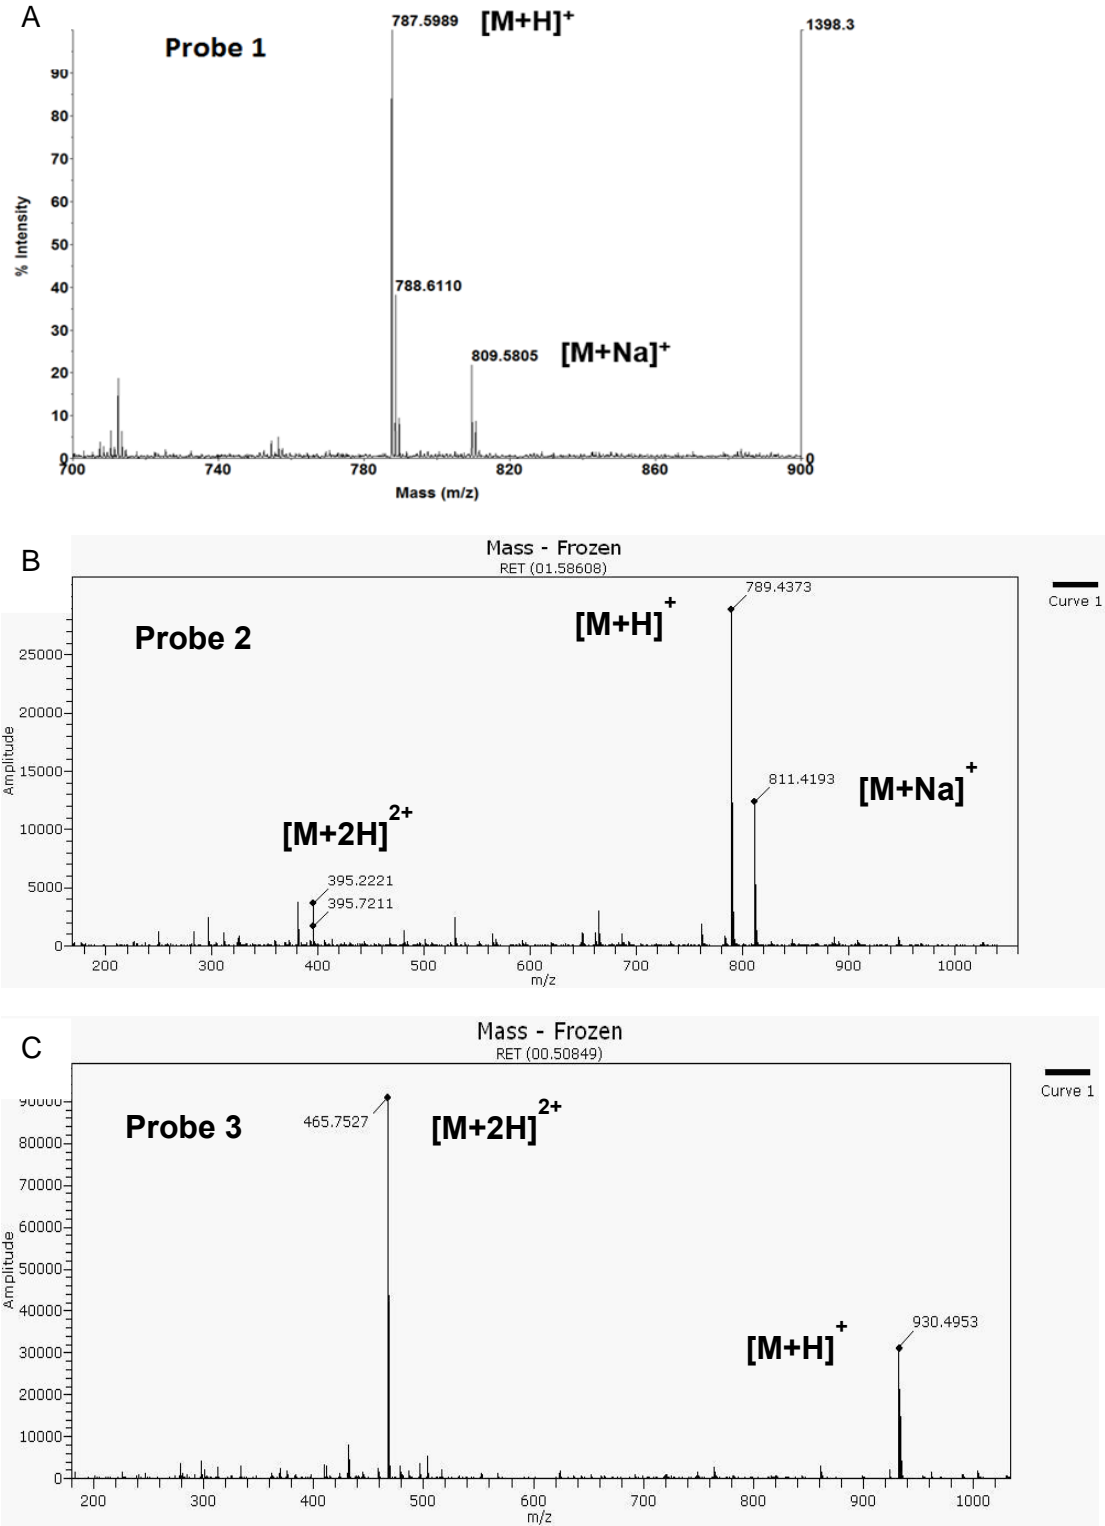 A
787.5989
[M+H]+
1398.3
Probe 1
90
80
70
60
50
40
30
20
10
0
% Intensity
788.6110
809.5805
[M+Na]+
0
700
740
780
820
860
900
Mass (m/z)
B
Mass - Frozen
RET (01.58608)
Curve 1
Probe 2
[M+H]+
789.4373
811.4193
[M+Na]+
[M+2H]2+
395.2221
395.7211
25000
20000
15000
10000
5000
0
Amplitude
200
300
400
500
600
700
800
900
1000
m/z
C
Mass - Frozen
RET (00.50849)
Curve 1
Probe 3
465.7527
[M+2H]2+
[M+H]+
930.4953
90000
80000
70000
60000
50000
40000
30000
20000
10000
0
Amplitude
200
300
400
500
600
700
800
900
1000
m/z